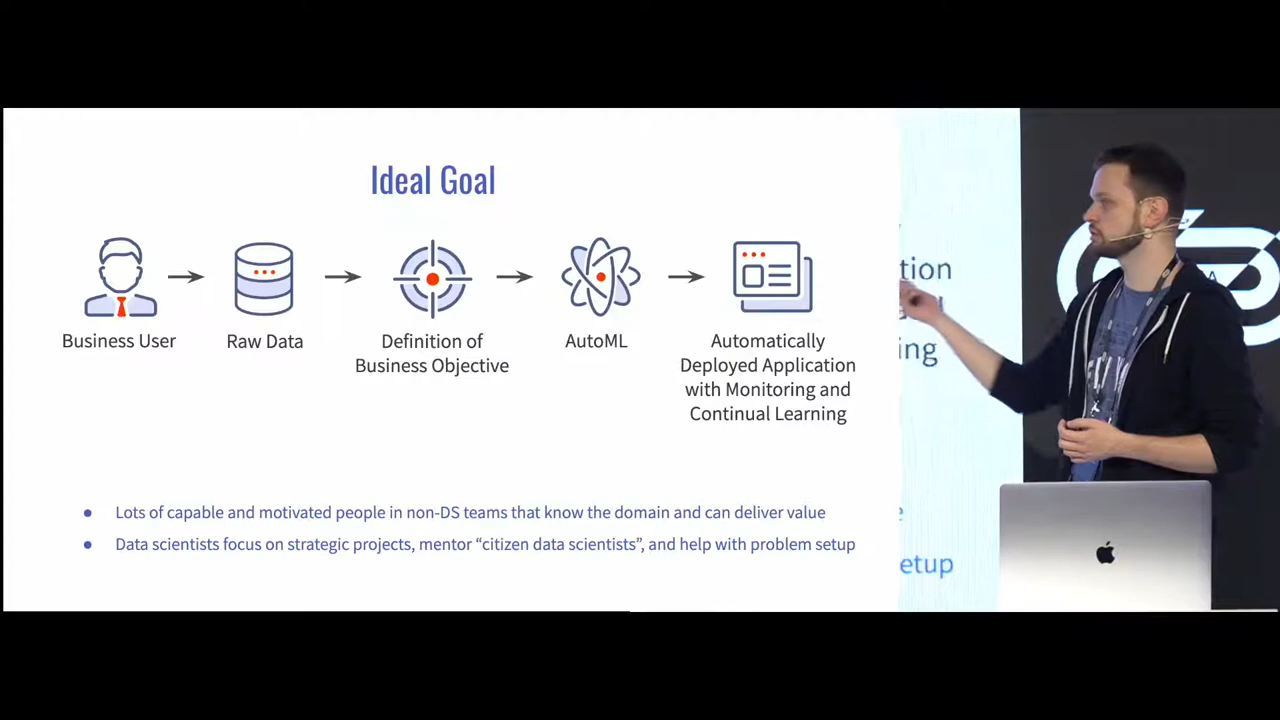 Ideal Goal
Business User
Raw Data
Definition of
Business Objective
AutoML
Automatically
Deployed Application
with Monitoring and
Continual Learning
● Lots of capable and motivated people in non-DS teams that know the domain and can deliver value
● Data scientists focus on strategic projects, mentor “citizen data scientists”, and help with problem setup
tion
ing
e
etup
A